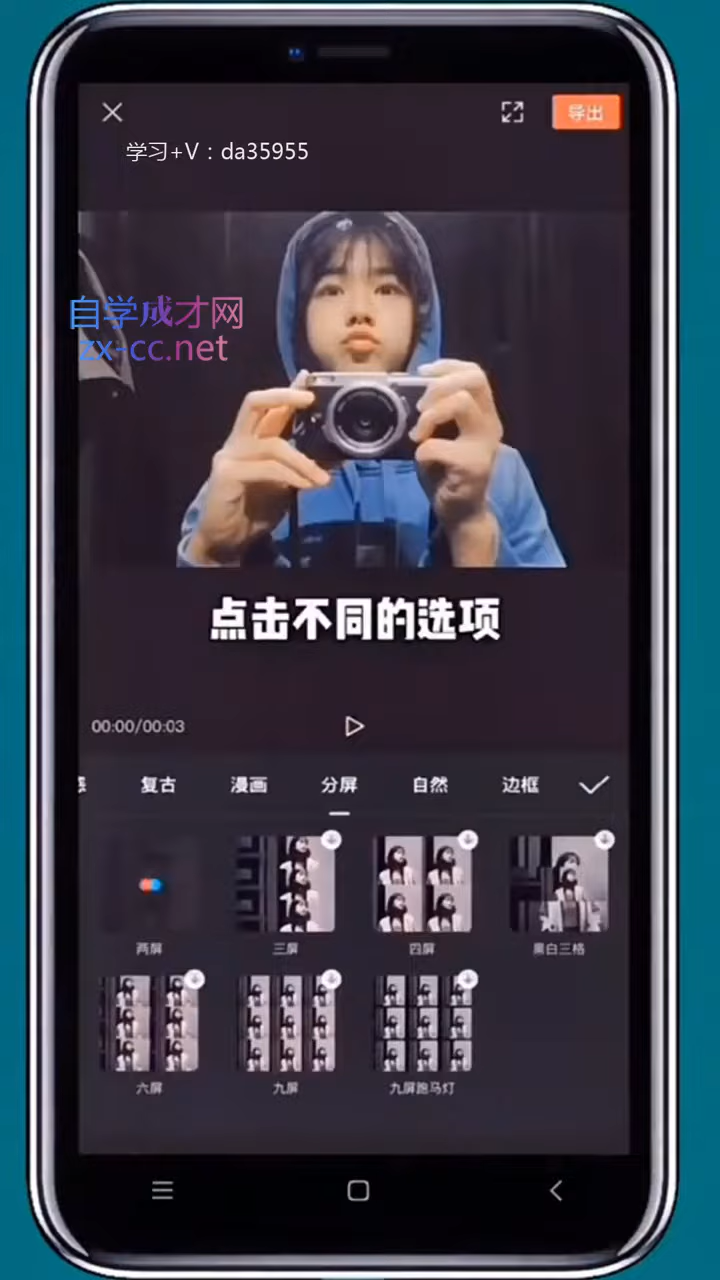 导出
学习+V：da35955
自学成才网
zx-cc.net
点击不同的选项
00:00/00:03
复古 漫画 分屏 自然 边框
两屏 三屏 四屏 黑白三格
六屏 九屏 九屏跑马灯